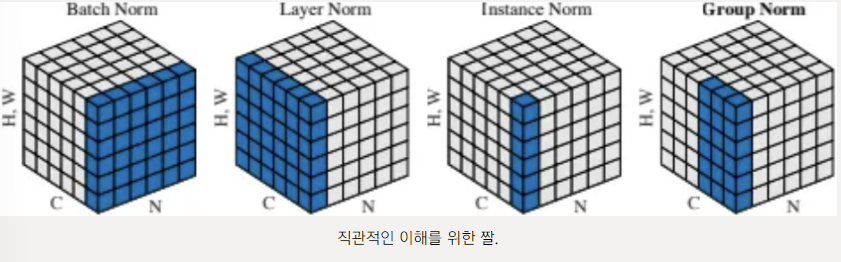 Batch Norm
Layer Norm
Instance Norm
Group Norm
H, W
C
N
H, W
C
N
H, W
C
N
H, W
C
N
직관적인 이해를 위한 짤.